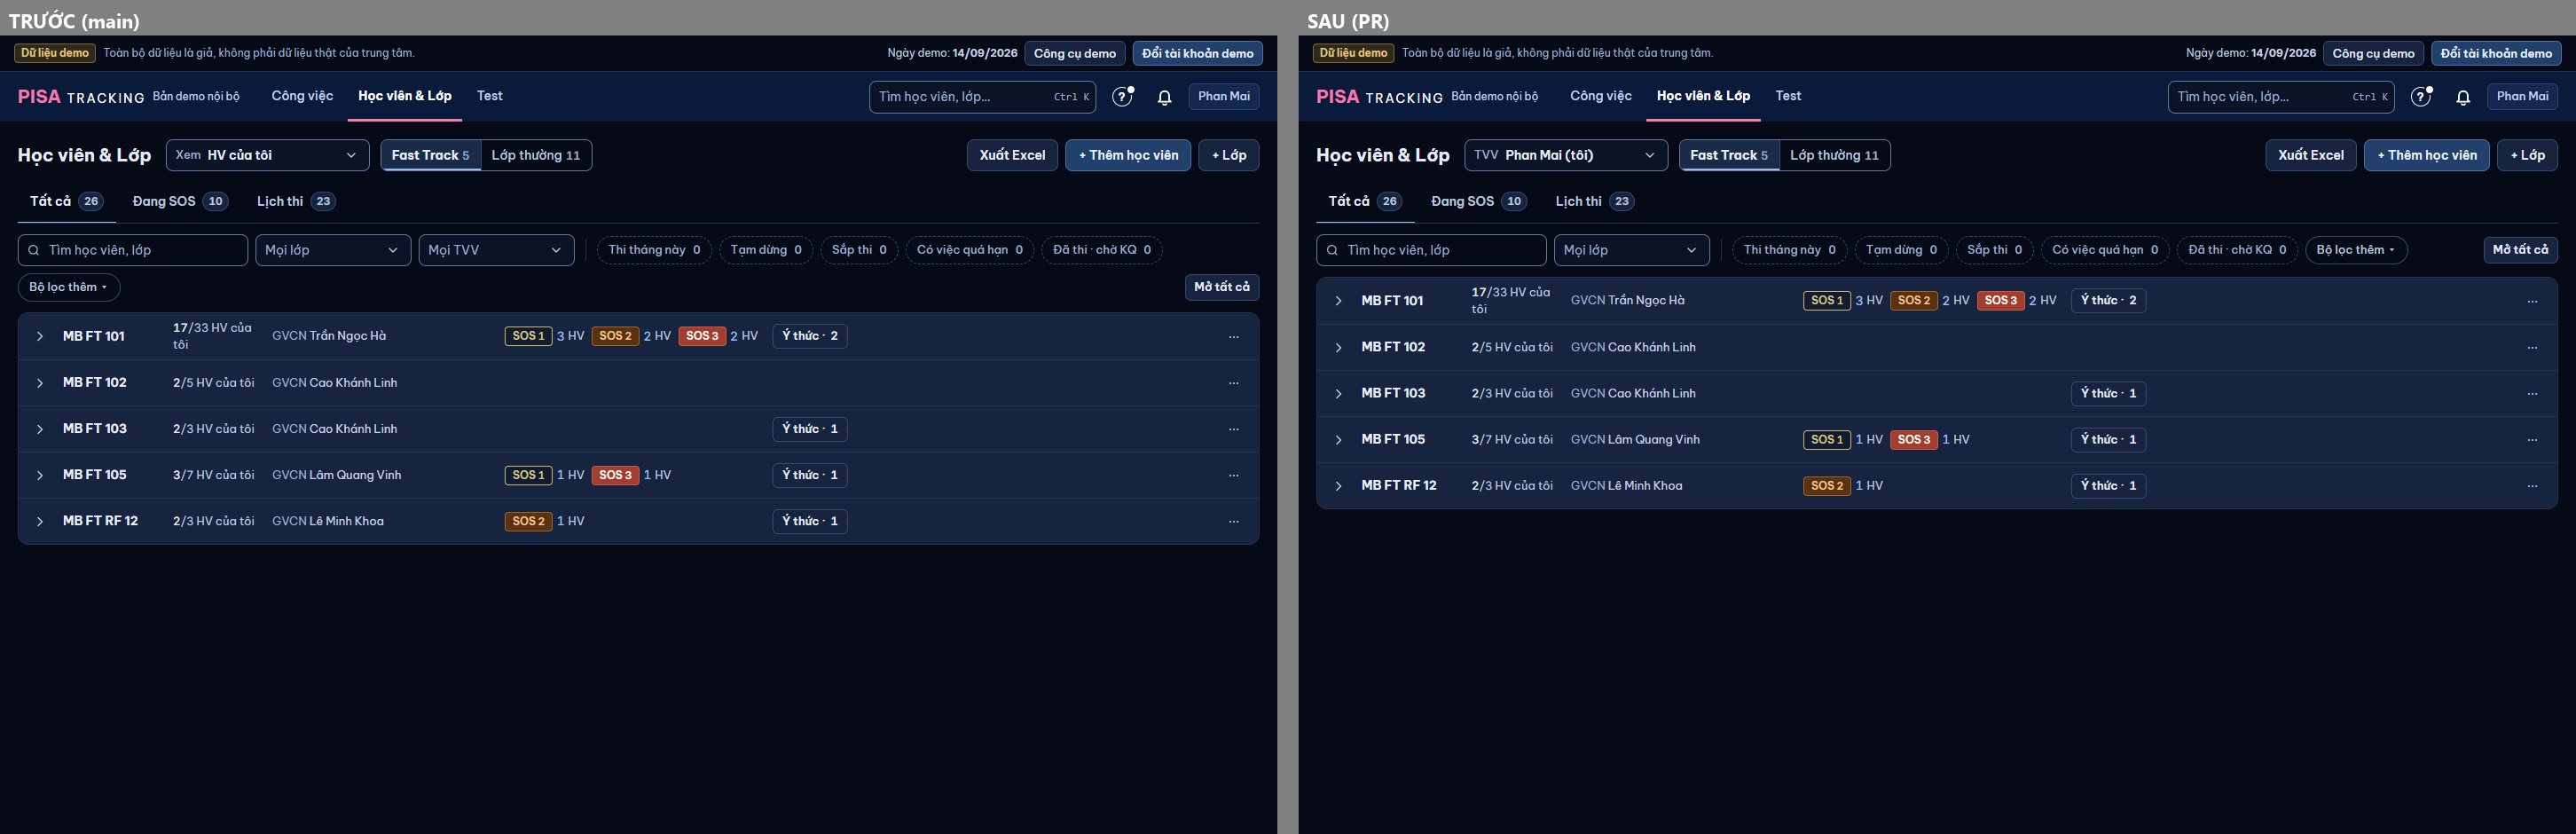 TRƯỚC (main)
Dữ liệu demo Toàn bộ dữ liệu là giả, không phải dữ liệu thật của trung tâm. Ngày demo: 14/09/2026 Công cụ demo Đổi tài khoản demo
PISA TRACKING Bản demo nội bộ Công việc Học viên & Lớp Test Tìm học viên, lớp... Ctrl K ? Phan Mai
Học viên & Lớp Xem HV của tôi Fast Track 5 Lớp thường 11 Xuất Excel + Thêm học viên + Lớp
Tất cả 26 Đang SOS 10 Lịch thi 23
Tìm học viên, lớp Mọi lớp Mọi TVV Thi tháng này 0 Tạm dừng 0 Sắp thi 0 Có việc quá hạn 0 Đã thi · chờ KQ 0
Bộ lọc thêm Mở tất cả
MB FT 101 17/33 HV của tôi GVCN Trần Ngọc Hà SOS 1 3 HV SOS 2 2 HV SOS 3 2 HV Ý thức · 2 ...
MB FT 102 2/5 HV của tôi GVCN Cao Khánh Linh ...
MB FT 103 2/3 HV của tôi GVCN Cao Khánh Linh Ý thức · 1 ...
MB FT 105 3/7 HV của tôi GVCN Lâm Quang Vinh SOS 1 1 HV SOS 3 1 HV Ý thức · 1 ...
MB FT RF 12 2/3 HV của tôi GVCN Lê Minh Khoa SOS 2 1 HV Ý thức · 1 ...
SAU (PR)
Dữ liệu demo Toàn bộ dữ liệu là giả, không phải dữ liệu thật của trung tâm. Ngày demo: 14/09/2026 Công cụ demo Đổi tài khoản demo
PISA TRACKING Bản demo nội bộ Công việc Học viên & Lớp Test Tìm học viên, lớp... Ctrl K ? Phan Mai
Học viên & Lớp TVV Phan Mai (tôi) Fast Track 5 Lớp thường 11 Xuất Excel + Thêm học viên + Lớp
Tất cả 26 Đang SOS 10 Lịch thi 23
Tìm học viên, lớp Mọi lớp Thi tháng này 0 Tạm dừng 0 Sắp thi 0 Có việc quá hạn 0 Đã thi · chờ KQ 0 Bộ lọc thêm Mở tất cả
MB FT 101 17/33 HV của tôi GVCN Trần Ngọc Hà SOS 1 3 HV SOS 2 2 HV SOS 3 2 HV Ý thức · 2 ...
MB FT 102 2/5 HV của tôi GVCN Cao Khánh Linh ...
MB FT 103 2/3 HV của tôi GVCN Cao Khánh Linh Ý thức · 1 ...
MB FT 105 3/7 HV của tôi GVCN Lâm Quang Vinh SOS 1 1 HV SOS 3 1 HV Ý thức · 1 ...
MB FT RF 12 2/3 HV của tôi GVCN Lê Minh Khoa SOS 2 1 HV Ý thức · 1 ...